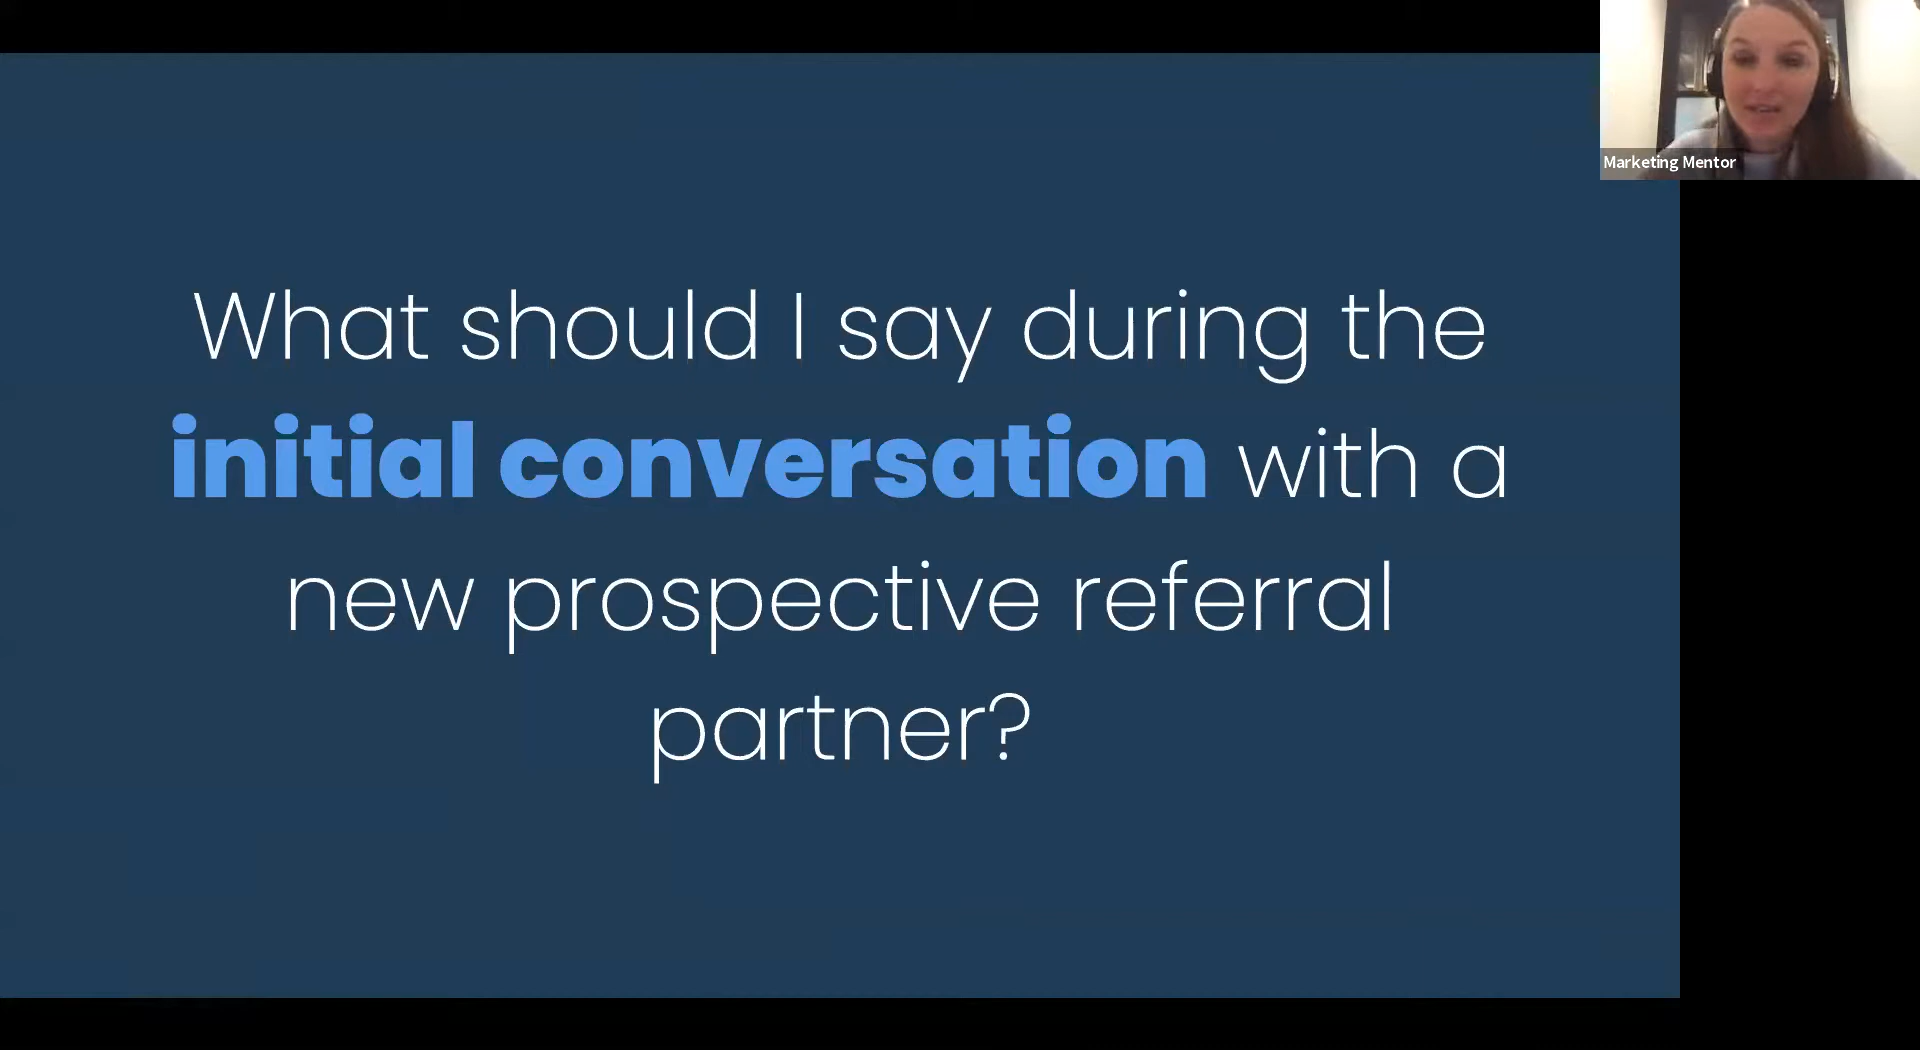 Marketing Mentor
What should I say during the
initial conversation with a
new prospective referral
partner?